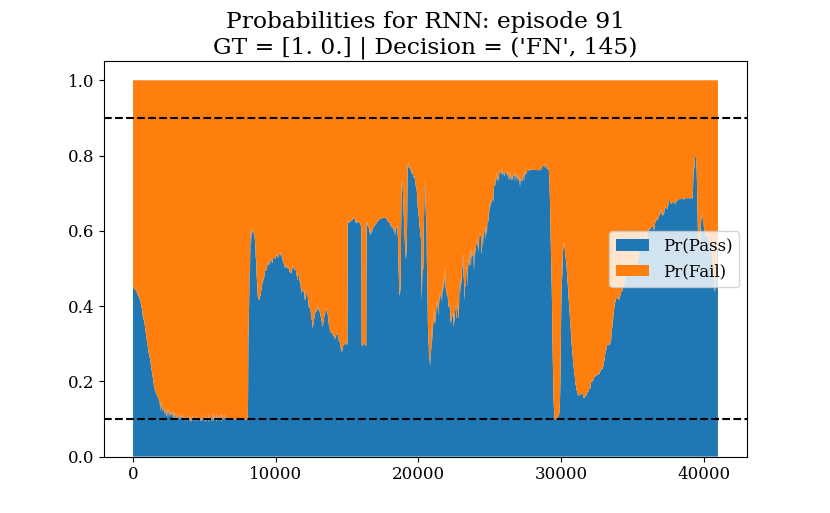 Probabilities for RNN: episode 91
GT = [1. 0.] | Decision = ('FN', 145)
1.0
0.8
0.6
0.4
0.2
0.0
Pr(Pass)
Pr(Fail)
0 10000 20000 30000 40000